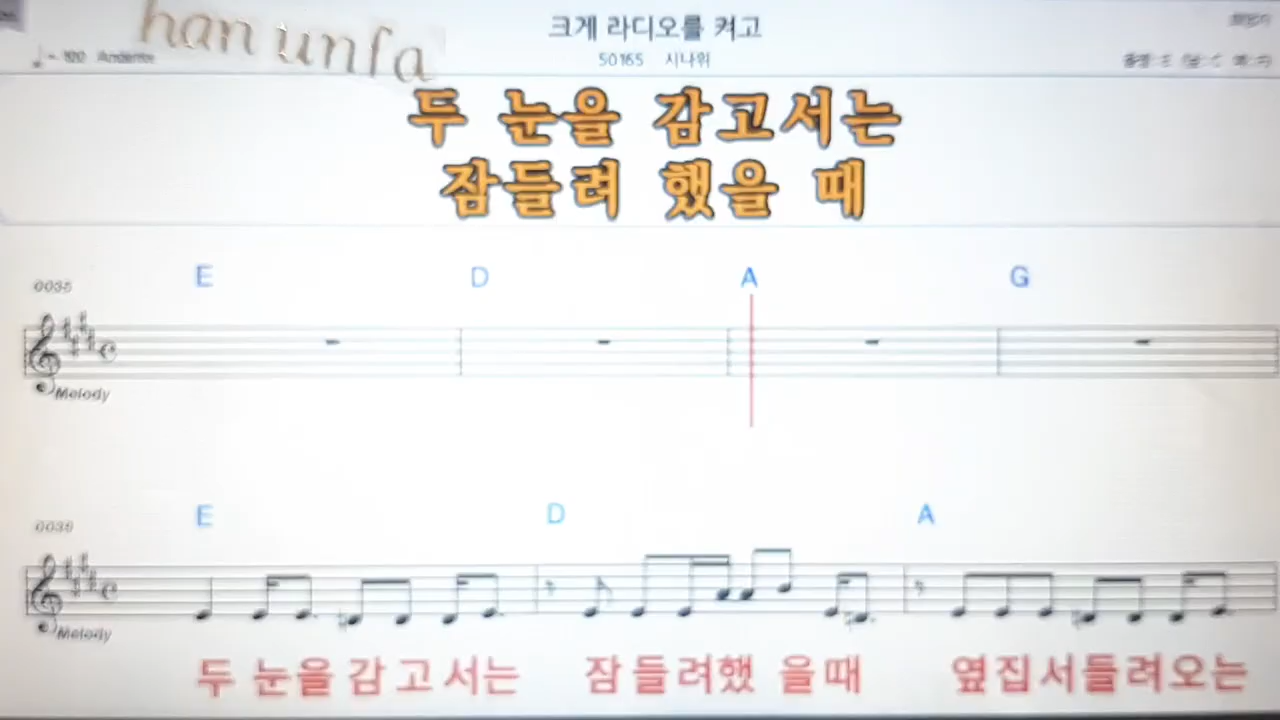 han unfa
크게 라디오를 켜고
50165 시나위
♩= 100 Andante
두 눈을 감고서는
잠들려 했을 때
E D A G
0035
Melody
E D A
0039
Melody
두 눈을 감고서는 잠들려했 을때 옆집서들려오는